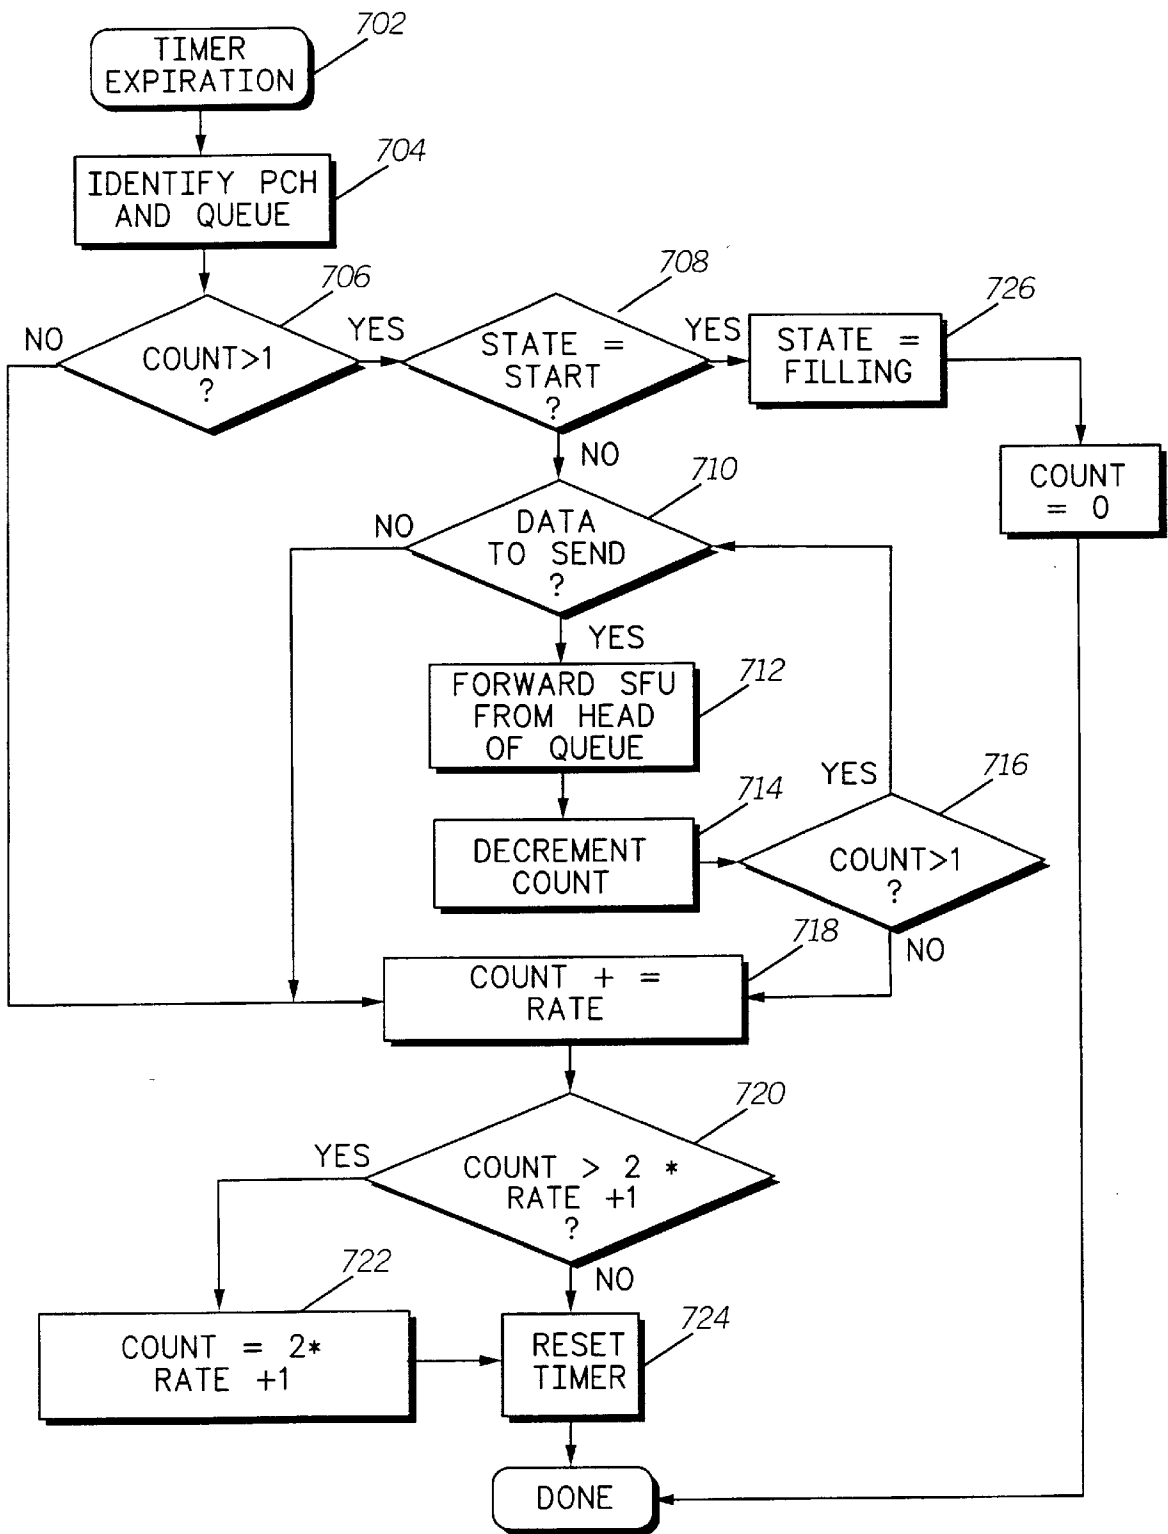 702
TIMER
EXPIRATION
704
IDENTIFY PCH
AND QUEUE
706
708
726
NO
COUNT>1
?
YES
STATE =
START
?
YES
STATE =
FILLING
NO
COUNT
= 0
710
NO
DATA
TO SEND
?
YES
712
FORWARD SFU
FROM HEAD
OF QUEUE
YES
716
714
DECREMENT
COUNT
COUNT>1
?
718
NO
COUNT + =
RATE
720
YES
COUNT > 2 *
RATE +1
?
722
NO
724
COUNT = 2*
RATE +1
RESET
TIMER
DONE